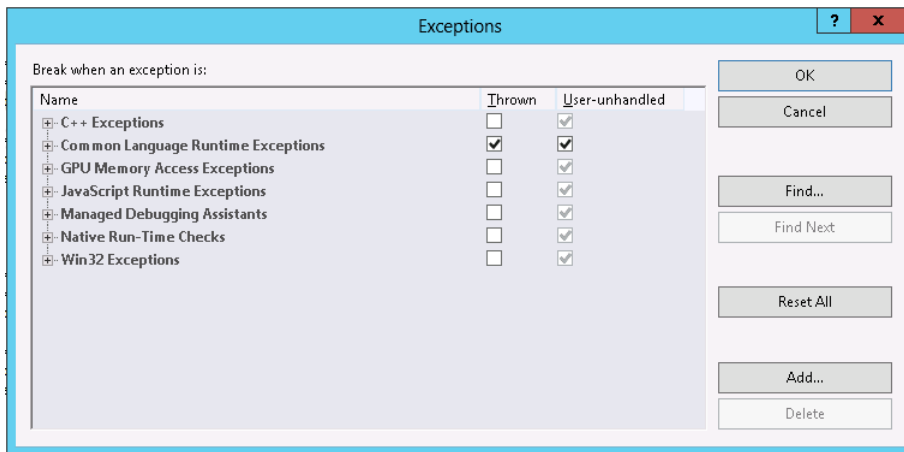 Exceptions
? x
Break when an exception is:
OK
Name Thrown User-unhandled
Cancel
C++ Exceptions
Common Language Runtime Exceptions
GPU Memory Access Exceptions
JavaScript Runtime Exceptions
Managed Debugging Assistants
Native Run-Time Checks
Win32 Exceptions
Find...
Find Next
Reset All
Add...
Delete